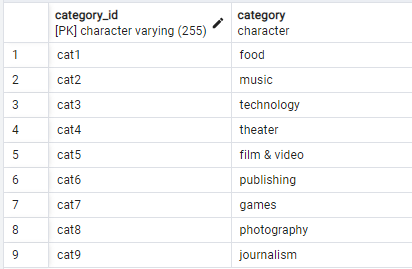 category_id category
[PK] character varying (255) character
1 cat1 food
2 cat2 music
3 cat3 technology
4 cat4 theater
5 cat5 film & video
6 cat6 publishing
7 cat7 games
8 cat8 photography
9 cat9 journalism